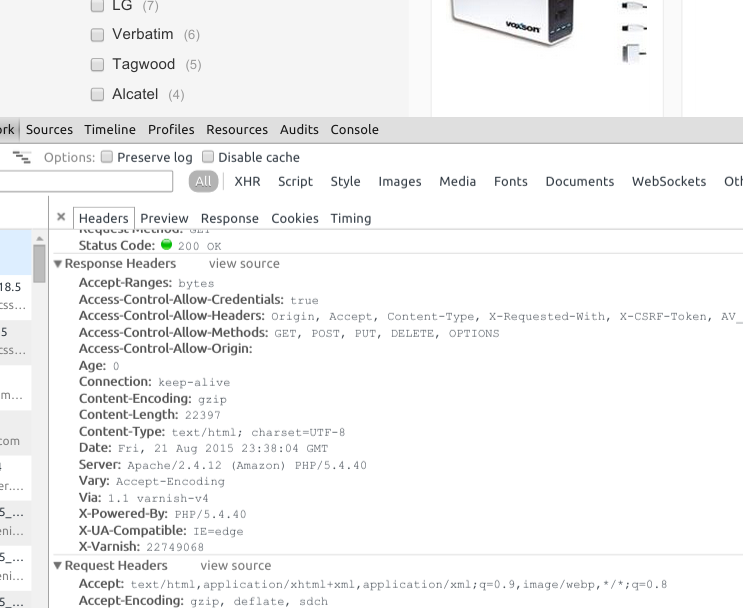 LG (7)
Verbatim (6)
Tagwood (5)
Alcatel (4)
voxson
ork Sources Timeline Profiles Resources Audits Console
Options: Preserve log Disable cache
All XHR Script Style Images Media Fonts Documents WebSockets Oth
× Headers Preview Response Cookies Timing
Request Method: GET
Status Code: 200 OK
▼Response Headers view source
Accept-Ranges: bytes
18.5
Access-Control-Allow-Credentials: true
css...
Access-Control-Allow-Headers: Origin, Accept, Content-Type, X-Requested-With, X-CSRF-Token, AV_
5
Access-Control-Allow-Methods: GET, POST, PUT, DELETE, OPTIONS
css...
Access-Control-Allow-Origin:
Age: 0
Connection: keep-alive
m...
Content-Encoding: gzip
Content-Length: 22397
Content-Type: text/html; charset=UTF-8
com
Date: Fri, 21 Aug 2015 23:38:04 GMT
Server: Apache/2.4.12 (Amazon) PHP/5.4.40
er....
Vary: Accept-Encoding
Via: 1.1 varnish-v4
5_...
X-Powered-By: PHP/5.4.40
eni...
X-UA-Compatible: IE=edge
X-Varnish: 22749068
5_...
▼Request Headers view source
eni...
Accept: text/html,application/xhtml+xml,application/xml;q=0.9,image/webp,*/*;q=0.8
5_...
Accept-Encoding: gzip, deflate, sdch